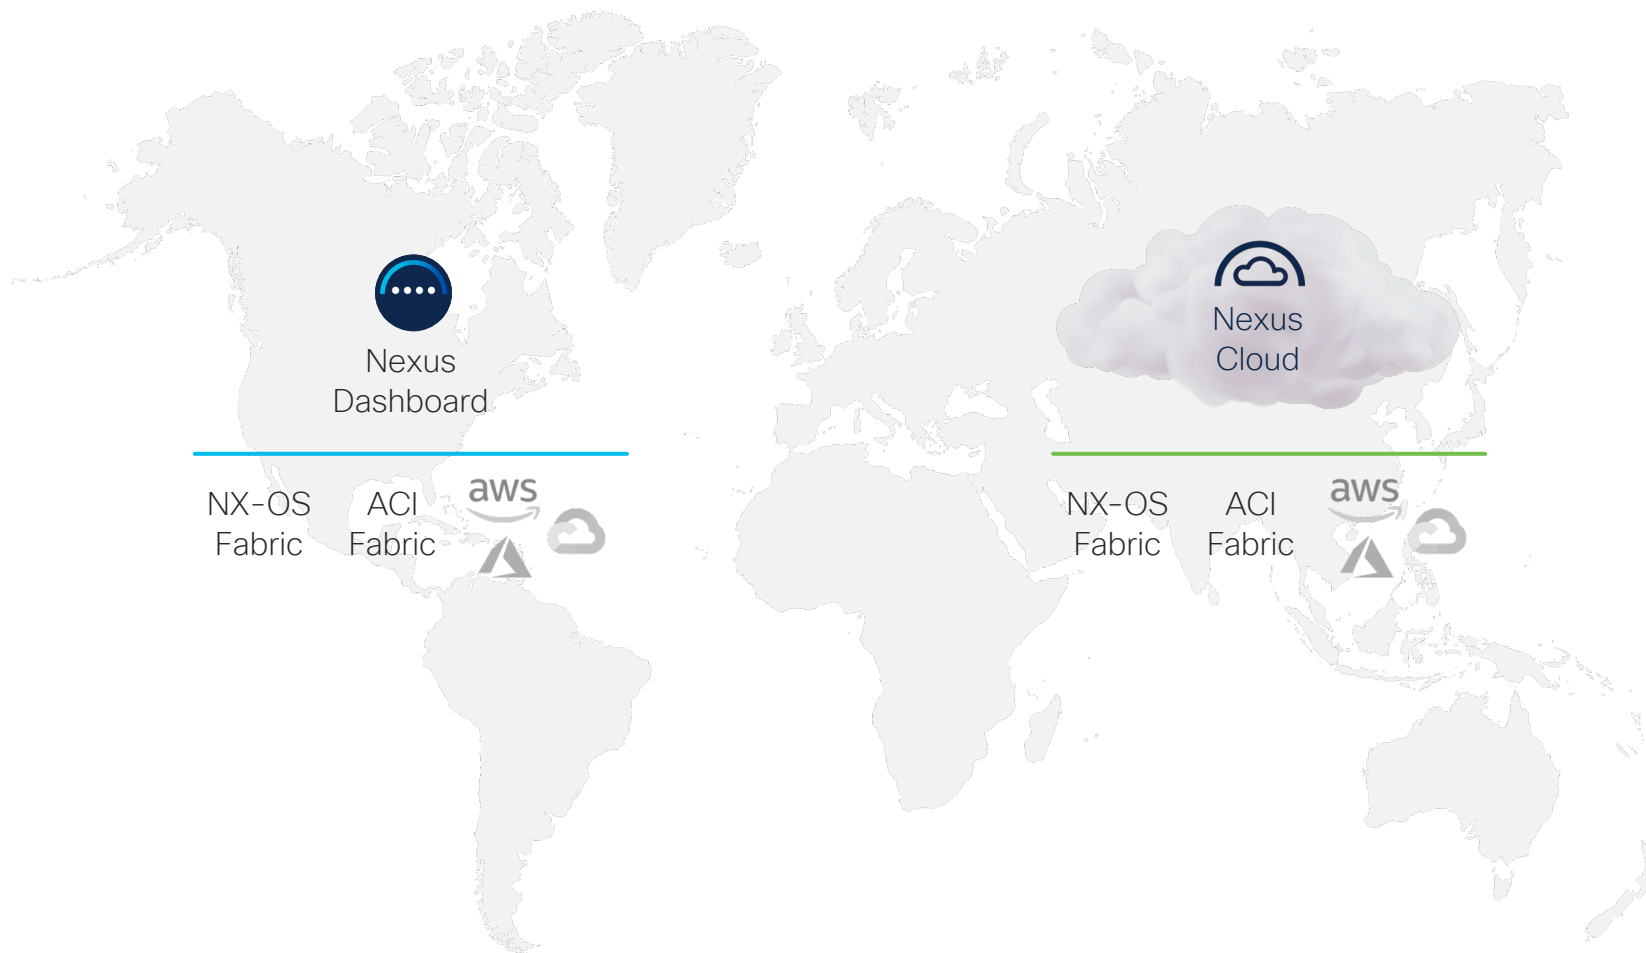 Nexus
Dashboard
NX-OS
Fabric
ACI
Fabric
aws
Nexus
Cloud
NX-OS
Fabric
ACI
Fabric
aws